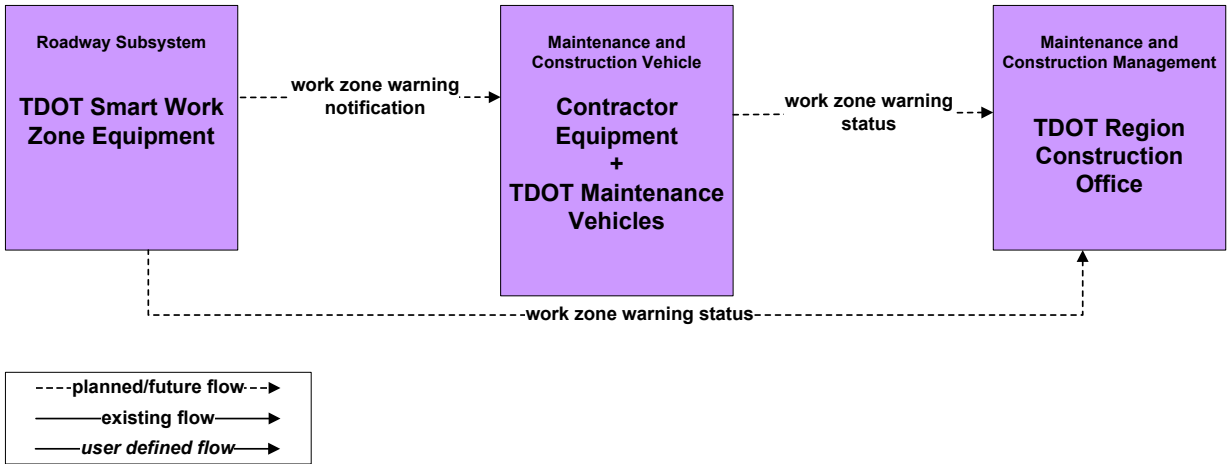 Roadway Subsystem
TDOT Smart Work
Zone Equipment
work zone warning
notification
Maintenance and
Construction Vehicle
Contractor
Equipment
+
TDOT Maintenance
Vehicles
work zone warning
status
Maintenance and
Construction Management
TDOT Region
Construction
Office
work zone warning status
planned/future flow
existing flow
user defined flow